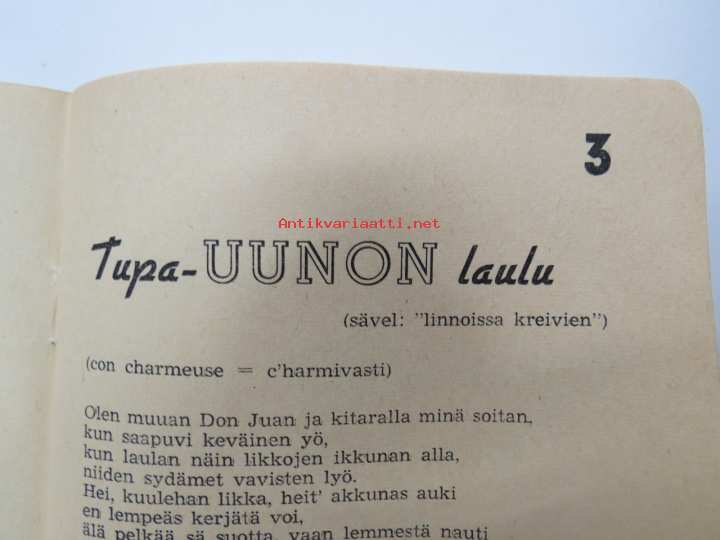 3
Antikvariaatti.net
Tupa-UUNON laulu
(sävel: "linnoissa kreivien")
(con charmeuse = c'harmivasti)
Olen muuan Don Juan ja kitaralla minä soitan,
kun saapuvi keväinen yö,
kun laulan näin likkojen ikkunan alla,
niiden sydämet vavisten lyö.
Hei, kuulehan likka, heit' akkunas auki
en lempeäs kerjätä voi,
älä pelkää sä suotta, vaan lemmestä nauti